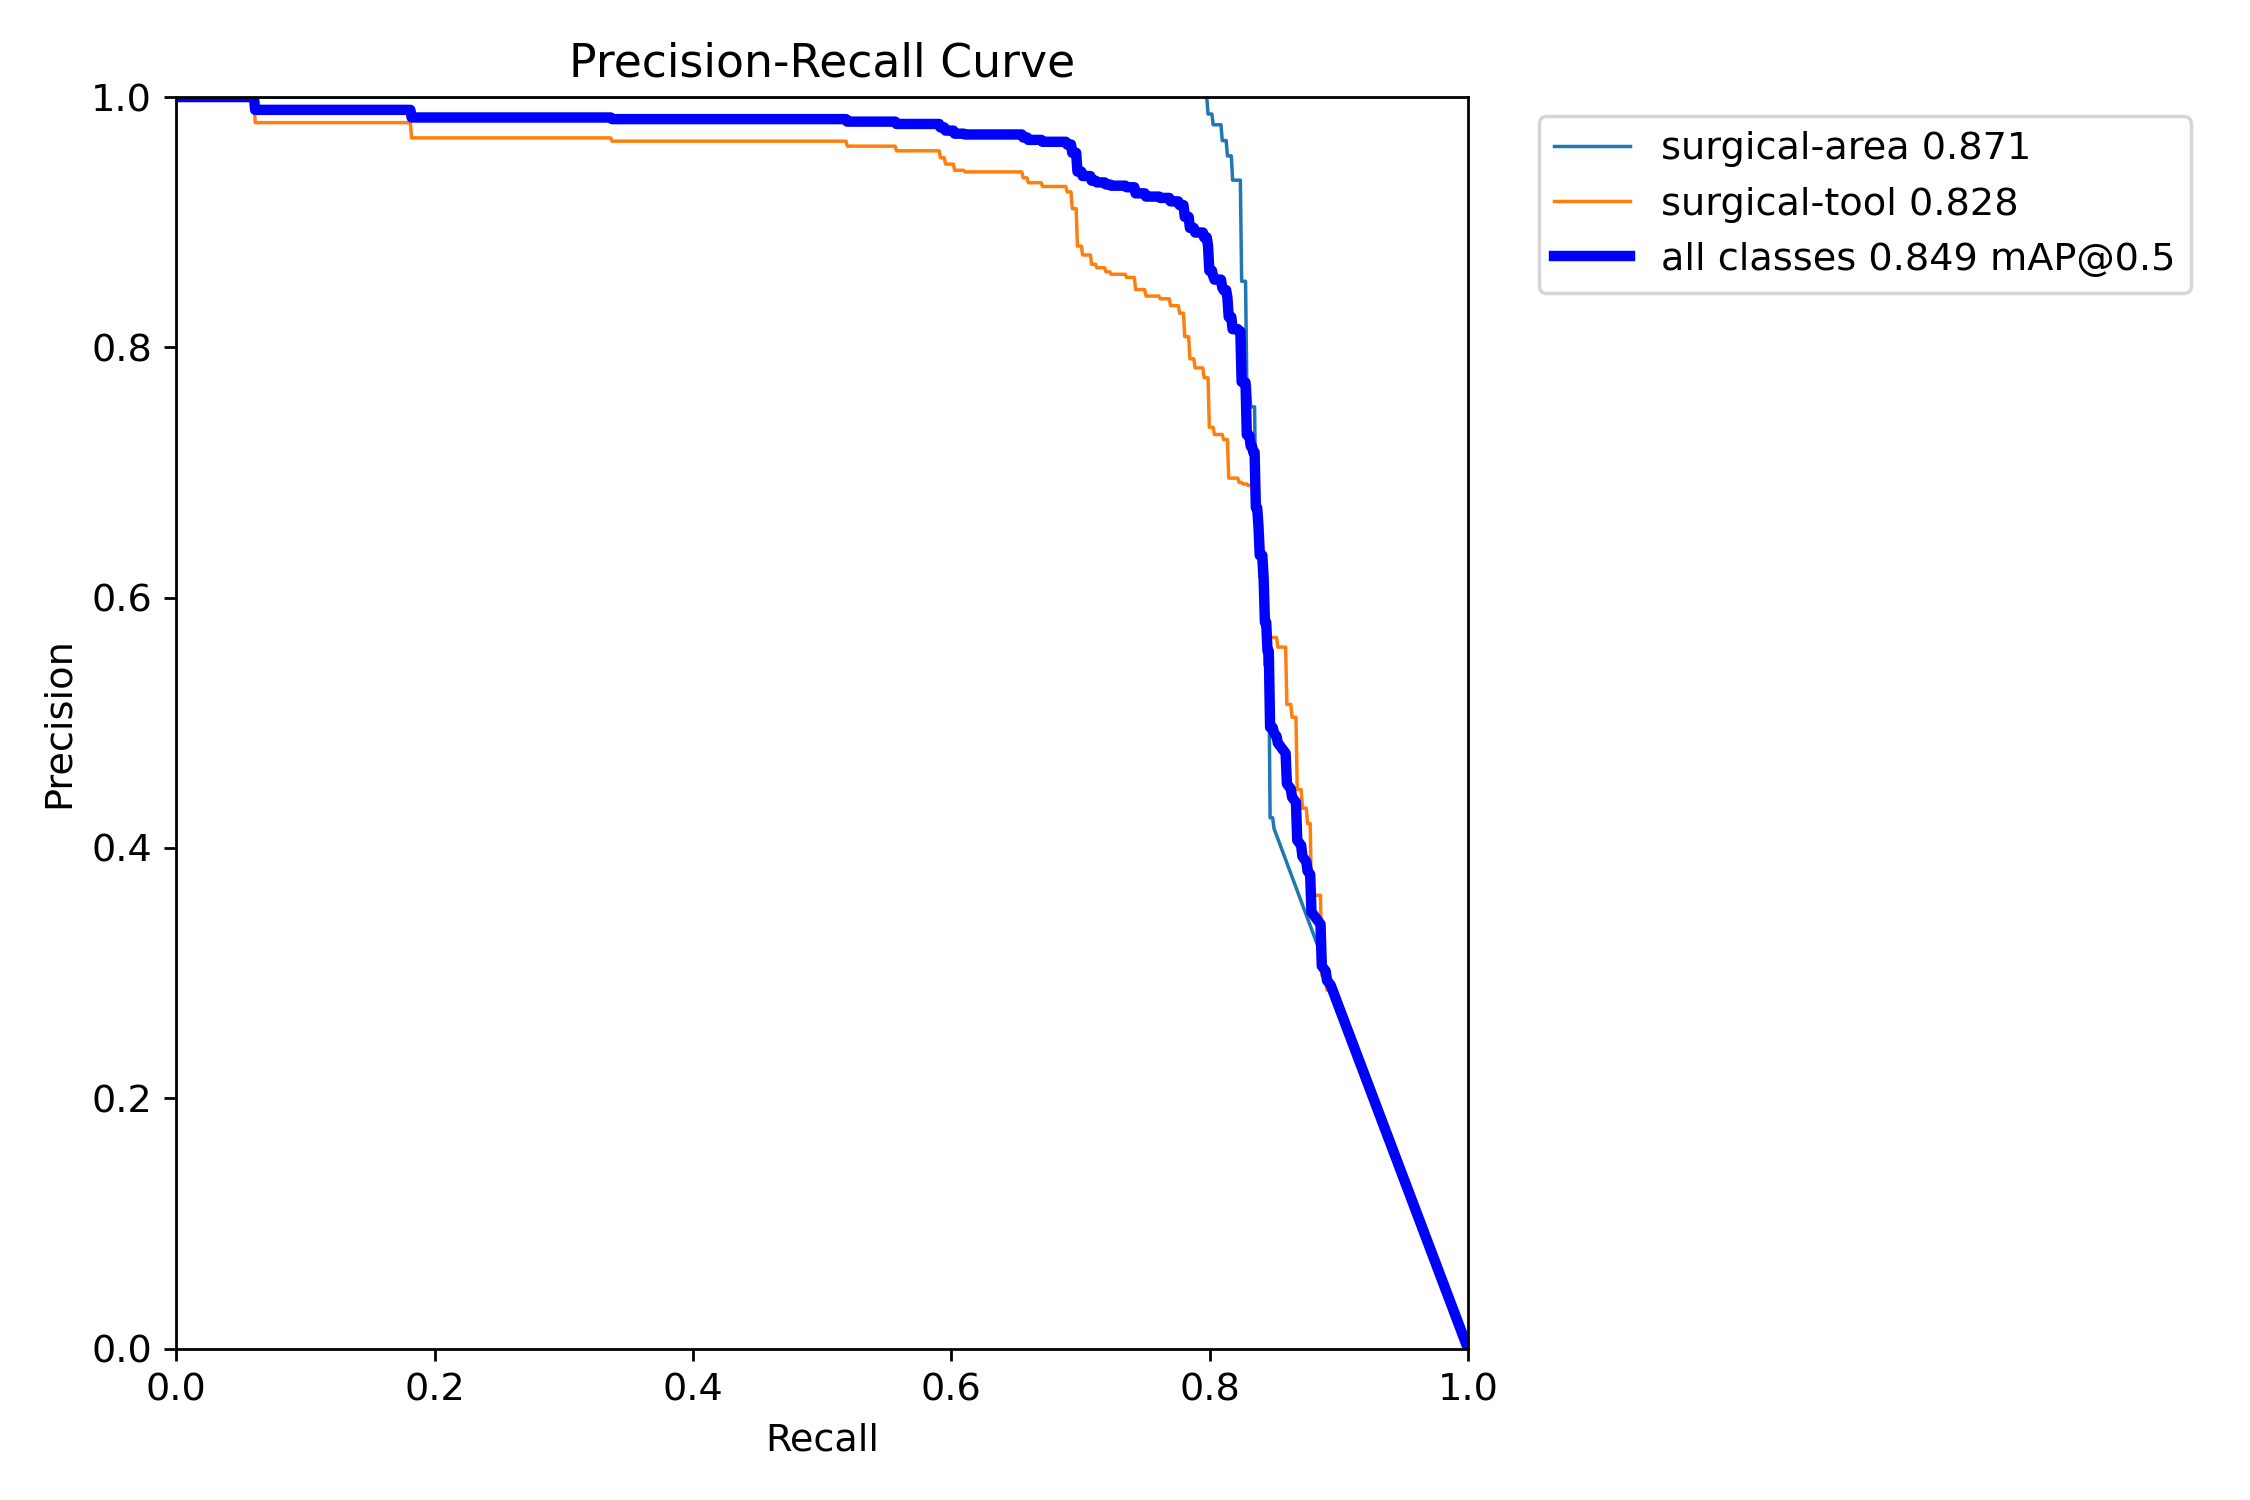 Precision-Recall Curve
1.0
0.8
0.6
0.4
0.2
0.0
Precision
0.0 0.2 0.4 0.6 0.8 1.0
Recall
surgical-area 0.871
surgical-tool 0.828
all classes 0.849 mAP@0.5